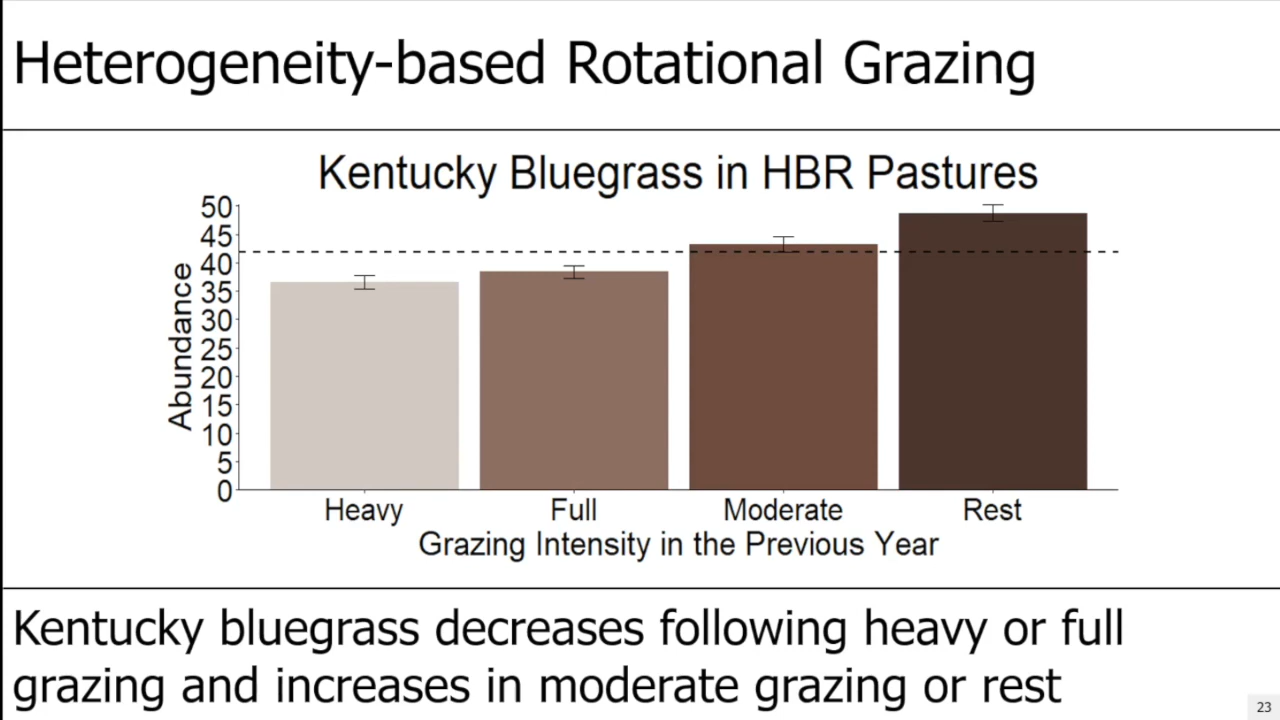 Heterogeneity-based Rotational Grazing
Kentucky Bluegrass in HBR Pastures
50
45
40
35
30
25
20
15
10
5
0
Abundance
Heavy Full Moderate Rest
Grazing Intensity in the Previous Year
Kentucky bluegrass decreases following heavy or full
grazing and increases in moderate grazing or rest
23